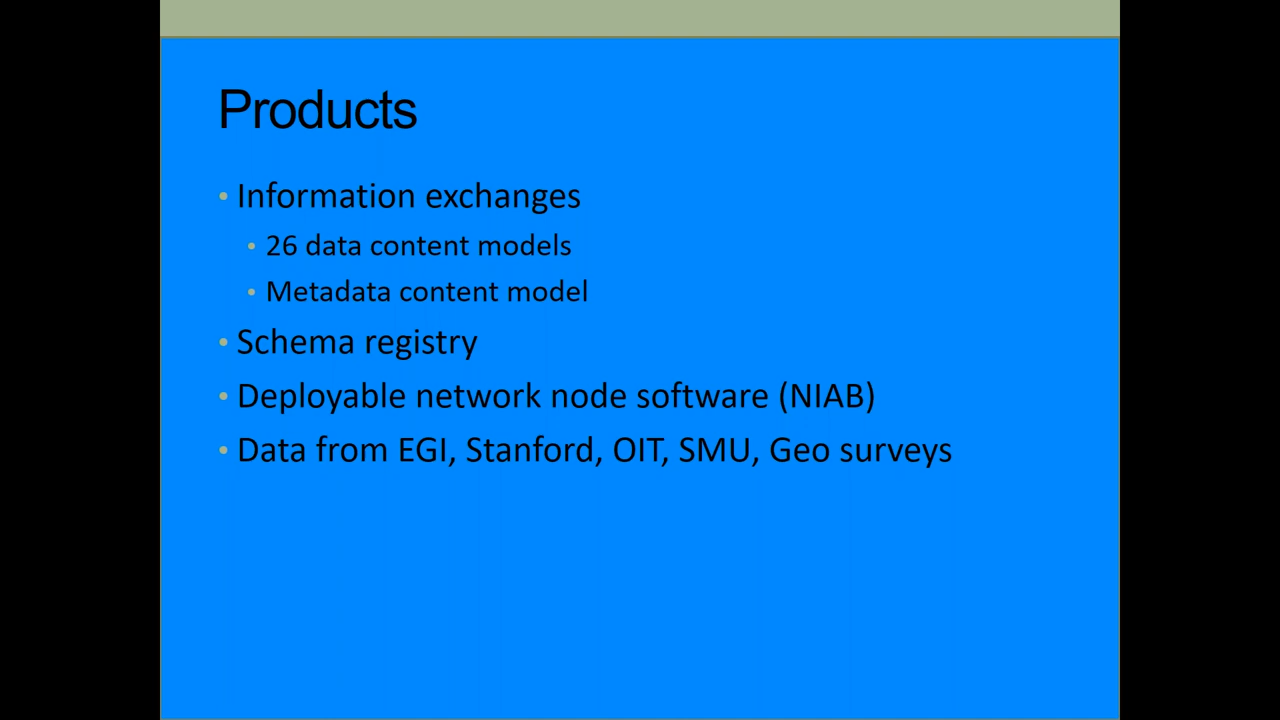 Products
• Information exchanges
• 26 data content models
• Metadata content model
• Schema registry
• Deployable network node software (NIAB)
• Data from EGI, Stanford, OIT, SMU, Geo surveys